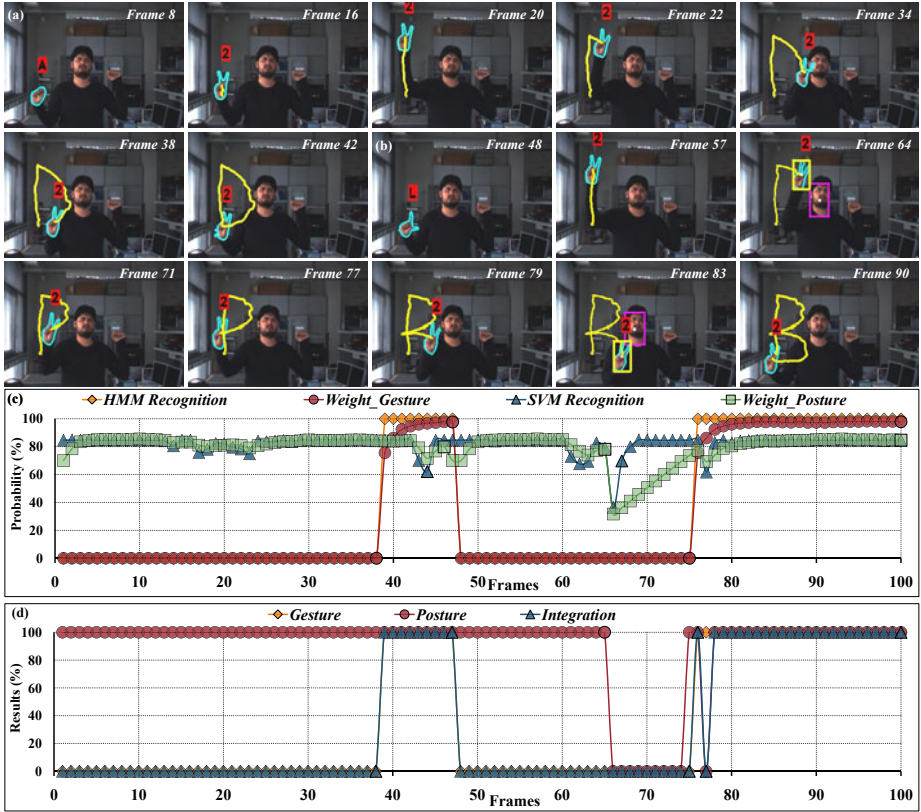 (a) Frame 8 Frame 16 Frame 20 Frame 22 Frame 34
A 2 L 2 2
Frame 38 Frame 42 (b) Frame 48 Frame 57 Frame 64
2 2 L 2 2
Frame 71 Frame 77 Frame 79 Frame 83 Frame 90
2 2 2 2 2
(c) HMM Recognition Weight_Gesture SVM Recognition Weight_Posture
Probability (%)
100
80
60
40
20
0
0 10 20 30 40 50 60 70 80 90 100
Frames
(d) Gesture Posture Integration
Results (%)
100
80
60
40
20
0
0 10 20 30 40 50 60 70 80 90 100
Frames